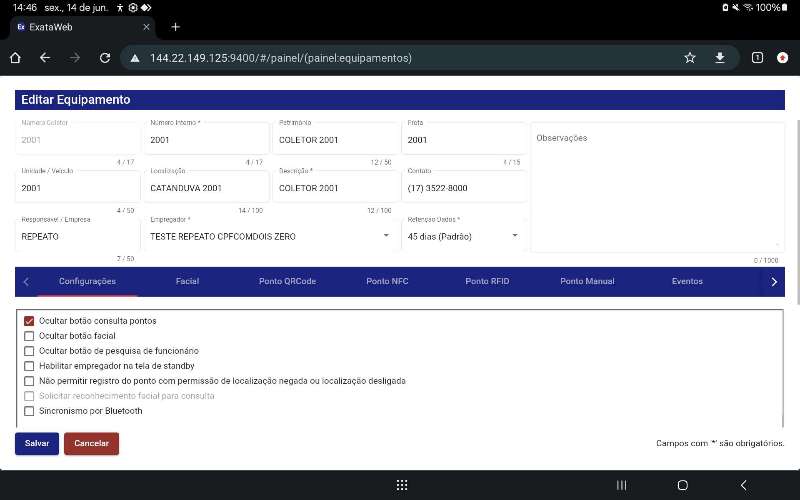 14:46 sex., 14 de jun. 100%
Ex ExataWeb
144.22.149.125:9400/#/painel/(painel:equipamentos) 1
Editar Equipamento
Número Coletor Número Interno * Patrimônio Frota
2001 2001 COLETOR 2001 2001 Observações
4 / 17 4 / 17 12 / 50 4 / 15
Unidade / Veículo Localização Descrição * Contato
2001 CATANDUVA 2001 COLETOR 2001 (17) 3522-8000
4 / 50 14 / 100 12 / 100
Responsável / Empresa Empregador * Retenção Dados *
REPEATO TESTE REPEATO CPFCOMDOIS ZERO 45 dias (Padrão)
7 / 50 0 / 1000
Configurações Facial Ponto QRCode Ponto NFC Ponto RFID Ponto Manual Eventos
Ocultar botão consulta pontos
Ocultar botão facial
Ocultar botão de pesquisa de funcionário
Habilitar empregador na tela de standby
Não permitir registro do ponto com permissão de localização negada ou localização desligada
Solicitar reconhecimento facial para consulta
Sincronismo por Bluetooth
Salvar Cancelar Campos com '*' são obrigatórios.